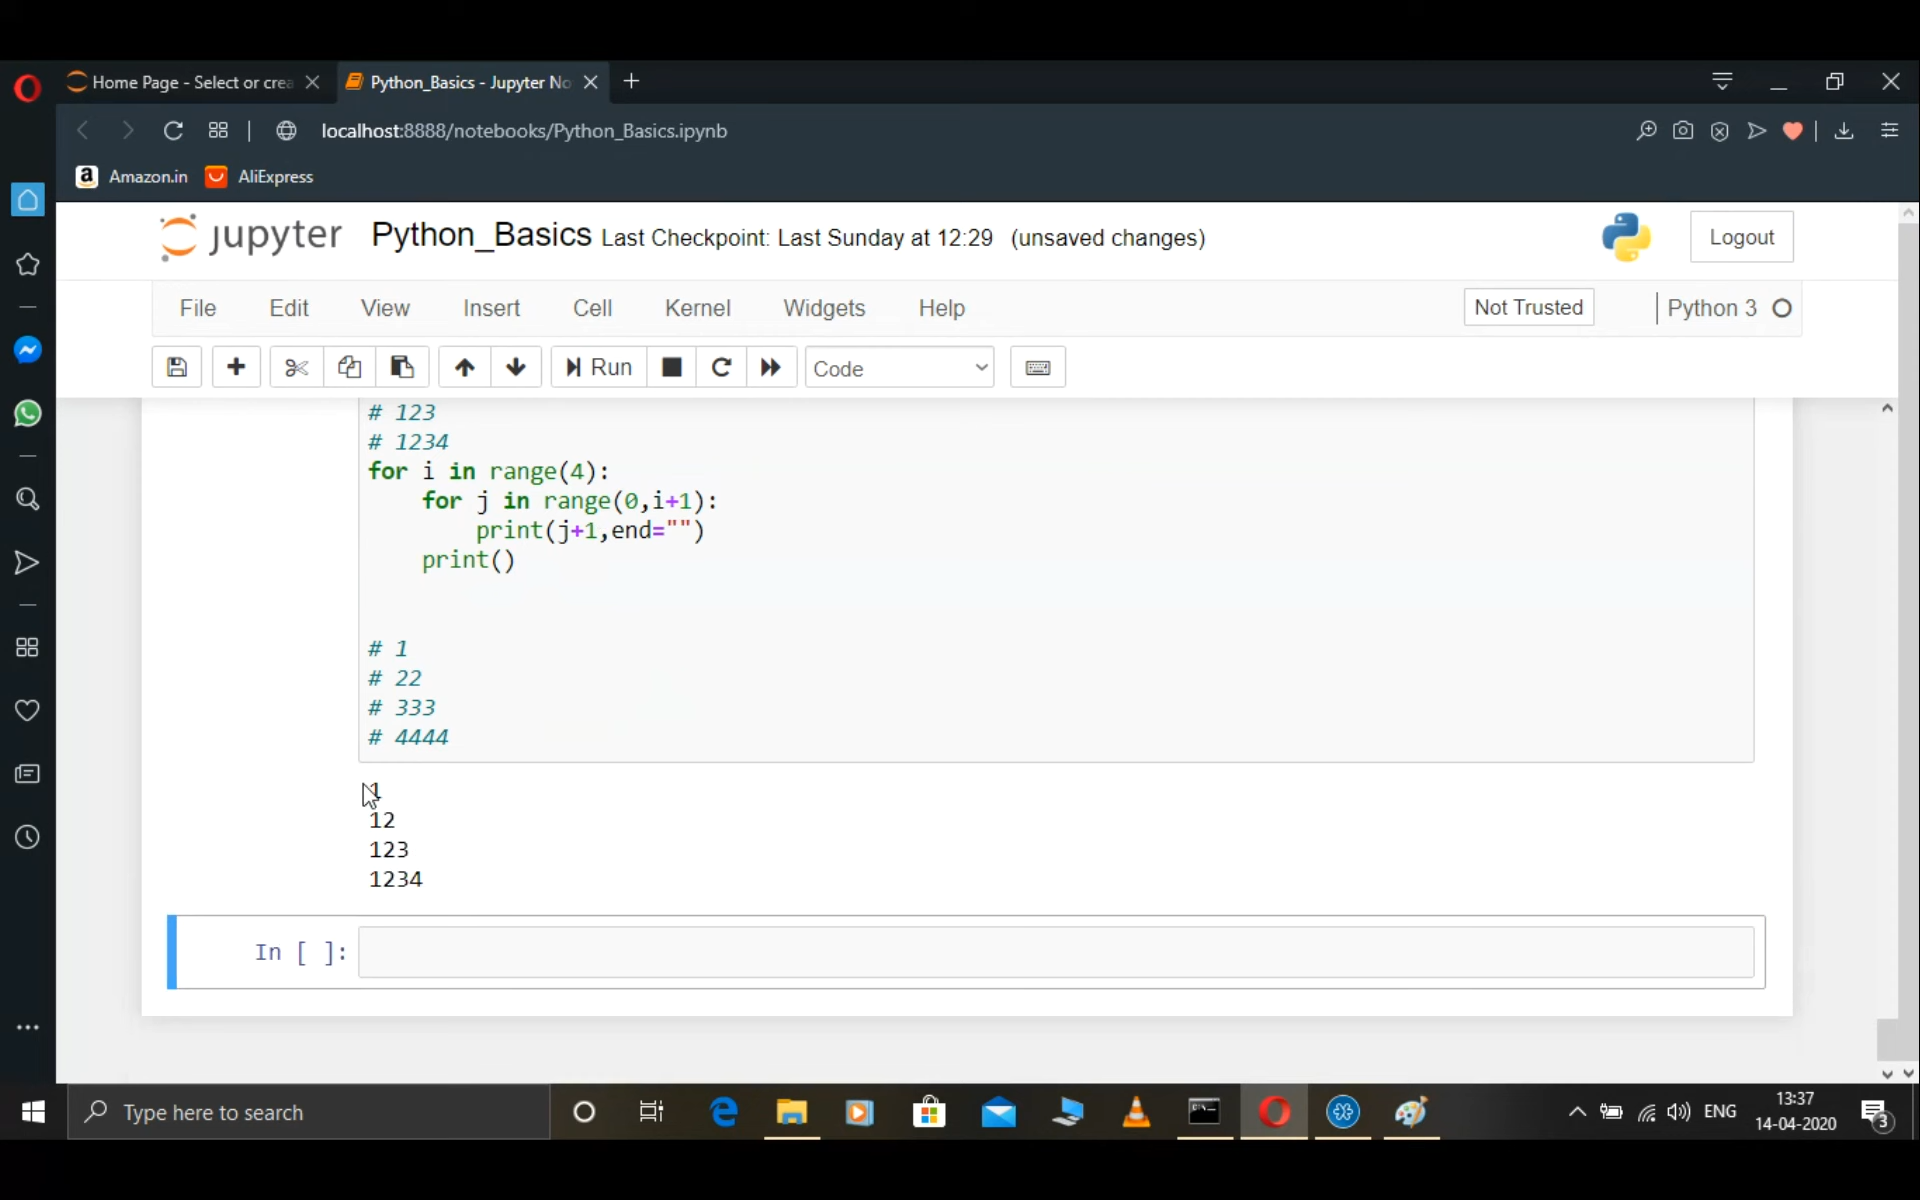 Home Page - Select or crea
Python_Basics - Jupyter No
localhost:8888/notebooks/Python_Basics.ipynb
Amazon.in
AliExpress
jupyter
Python_Basics Last Checkpoint: Last Sunday at 12:29 (unsaved changes)
Logout
File Edit View Insert Cell Kernel Widgets Help
Not Trusted
Python 3
Run
Code
# 123
# 1234
for i in range(4):
    for j in range(0,i+1):
        print(j+1,end="")
    print()
# 1
# 22
# 333
# 4444
1
12
123
1234
In [ ]:
Type here to search
ENG
13:37
14-04-2020
3